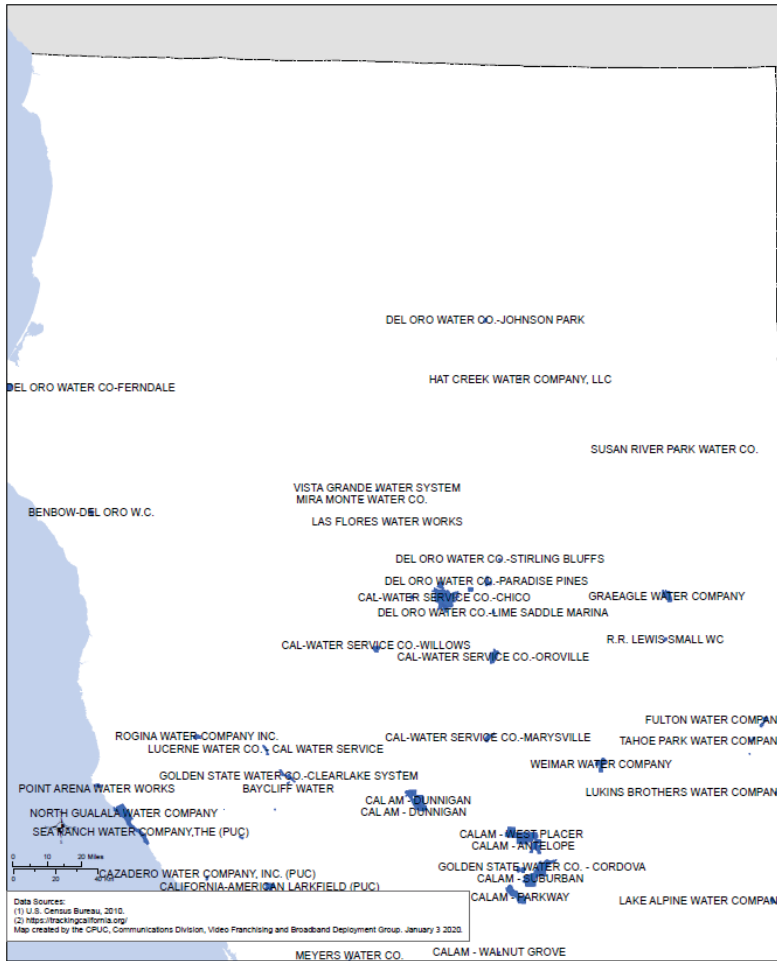 DEL ORO WATER CO.-JOHNSON PARK
HAT CREEK WATER COMPANY, LLC
DEL ORO WATER CO-FERNDALE
SUSAN RIVER PARK WATER CO.
VISTA GRANDE WATER SYSTEM
MIRA MONTE WATER CO.
BENBOW-DEL ORO W.C.
LAS FLORES WATER WORKS
DEL ORO WATER CO.-STIRLING BLUFFS
DEL ORO WATER CO.-PARADISE PINES
CAL-WATER SERVICE CO.-CHICO
GRAEAGLE WATER COMPANY
DEL ORO WATER CO.-LIME SADDLE MARINA
R.R. LEWIS SMALL WC
CAL-WATER SERVICE CO.-WILLOWS
CAL-WATER SERVICE CO.-OROVILLE
FULTON WATER COMPAN
ROGINA WATER COMPANY INC.
CAL-WATER SERVICE CO.-MARYSVILLE
TAHOE PARK WATER COMPAN
LUCERNE WATER CO. - CAL WATER SERVICE
WEIMAR WATER COMPANY
GOLDEN STATE WATER CO.-CLEARLAKE SYSTEM
POINT ARENA WATER WORKS
BAYCLIFF WATER
LUKINS BROTHERS WATER COMPAN
CAL AM - DUNNIGAN
CAL AM - DUNNIGAN
NORTH GUALALA WATER COMPANY
SEA RANCH WATER COMPANY,THE (PUC)
CALAM - WEST PLACER
CALAM - ANTELOPE
0 10 20 Miles
GOLDEN STATE WATER CO. - CORDOVA
CAZADERO WATER COMPANY, INC. (PUC)
0 20 40 Km
CALAM - SUBURBAN
CALIFORNIA-AMERICAN LARKFIELD (PUC)
CALAM - PARKWAY
LAKE ALPINE WATER COMPAN
Data Sources:
(1) U.S. Census Bureau, 2010.
(2) https://trackingcalifornia.org/
Map created by the CPUC, Communications Division, Video Franchising and Broadband Deployment Group. January 3 2020.
MEYERS WATER CO.
CALAM - WALNUT GROVE